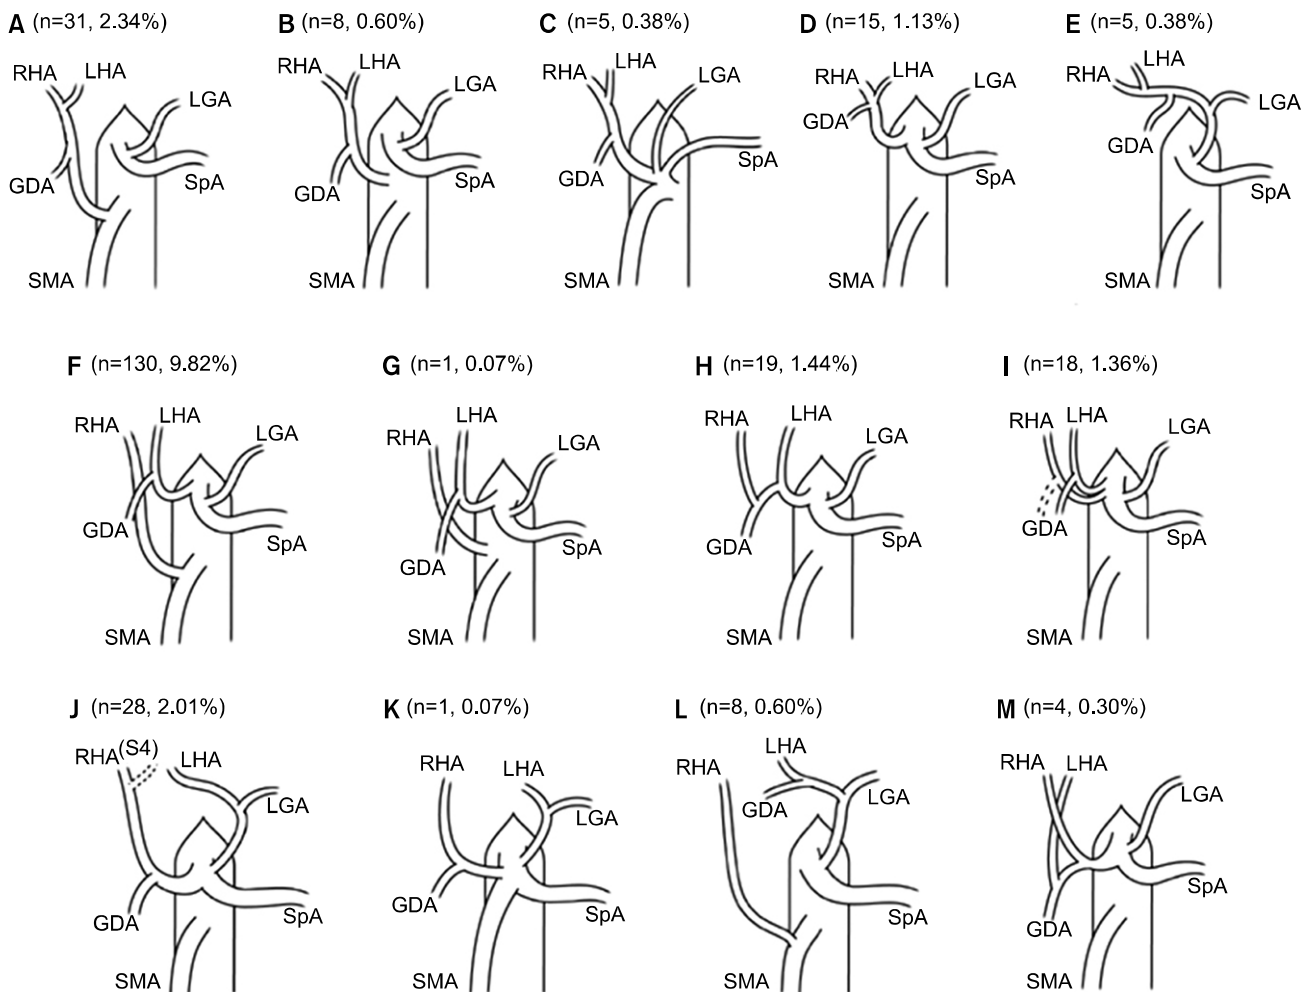 A (n=31, 2.34%)
B (n=8, 0.60%)
C (n=5, 0.38%)
D (n=15, 1.13%)
E (n=5, 0.38%)
RHA LHA LGA GDA SpA SMA
RHA LHA LGA GDA SpA SMA
RHA LHA LGA SpA GDA SMA
RHA LHA LGA GDA SpA SMA
LHA RHA LGA GDA SpA SMA
F (n=130, 9.82%)
G (n=1, 0.07%)
H (n=19, 1.44%)
I (n=18, 1.36%)
RHA LHA LGA GDA SpA SMA
RHA LHA LGA GDA SpA SMA
RHA LHA LGA GDA SpA SMA
RHA LHA LGA GDA SpA SMA
J (n=28, 2.01%)
K (n=1, 0.07%)
L (n=8, 0.60%)
M (n=4, 0.30%)
RHA (S4) LHA LGA GDA SpA SMA
RHA LHA LGA GDA SpA SMA
LHA RHA GDA LGA SpA SMA
RHA LHA LGA SpA GDA SMA